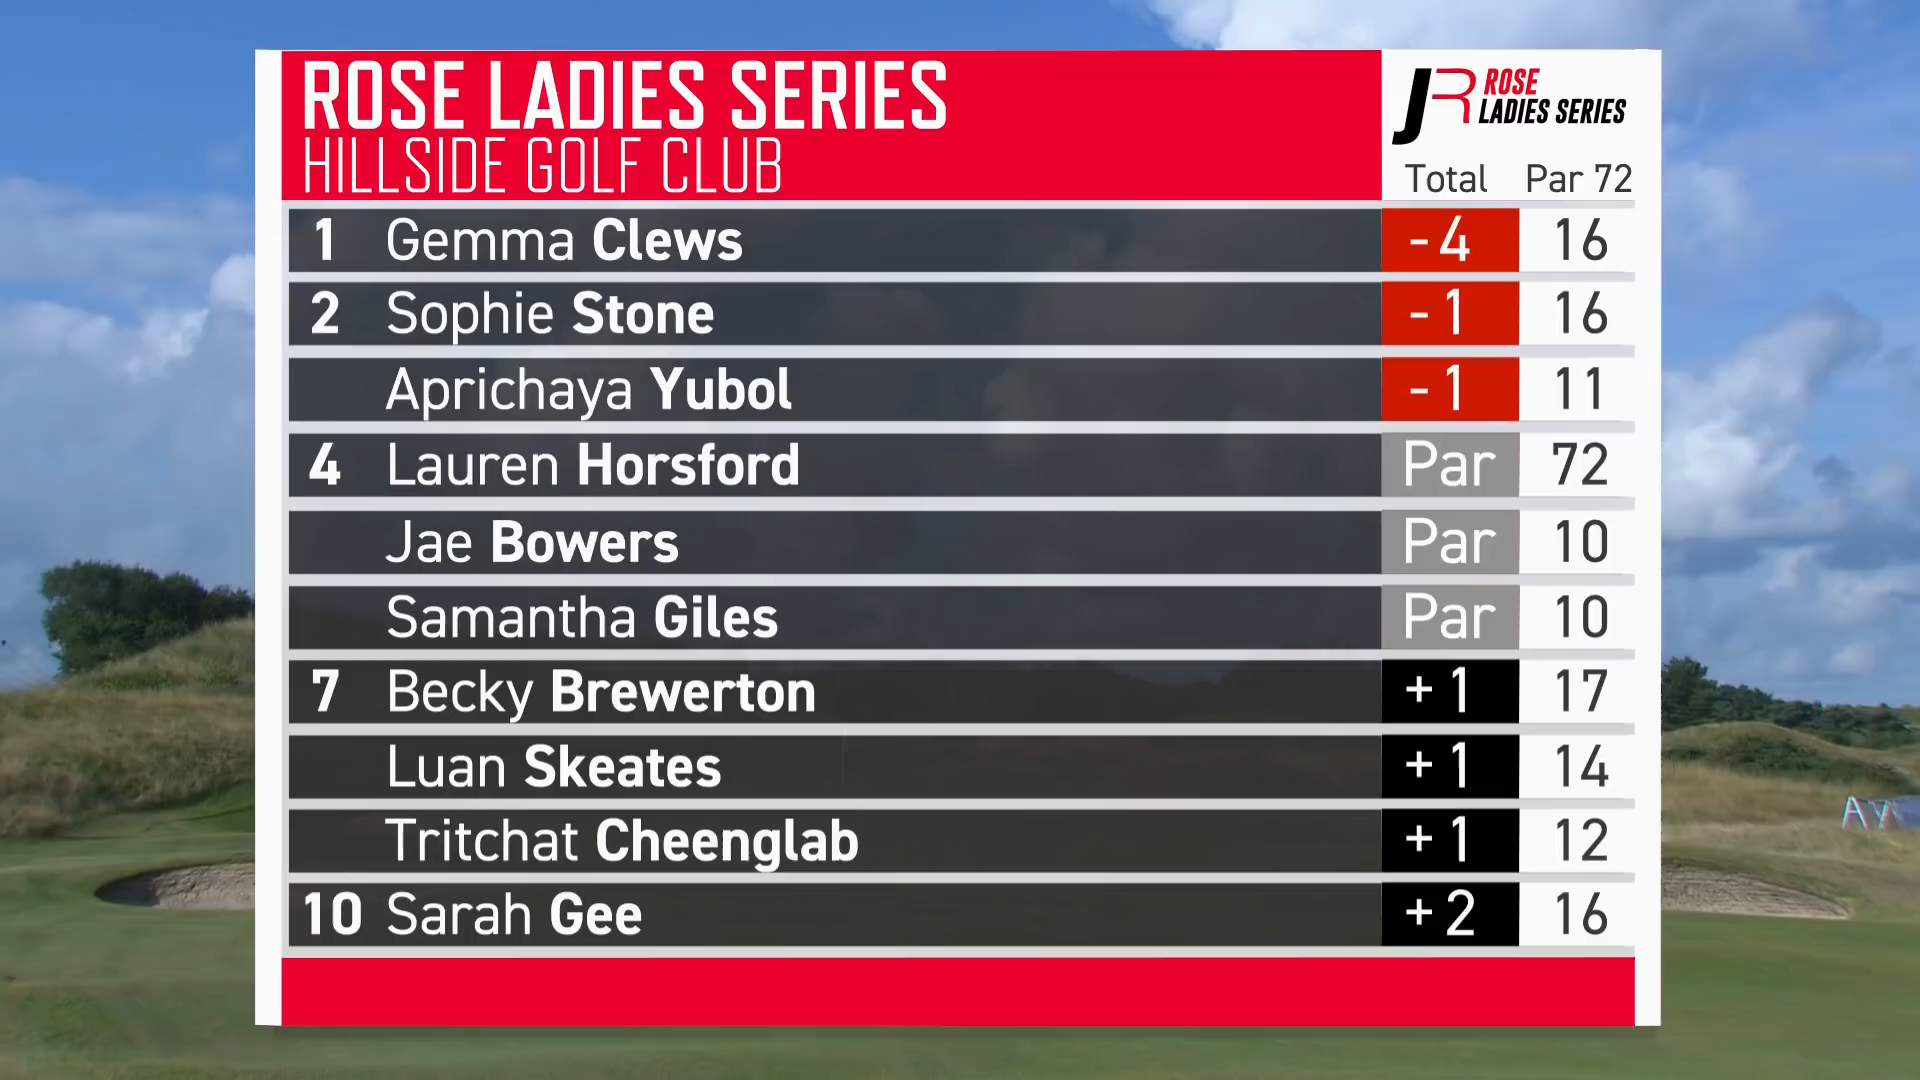 ROSE LADIES SERIES
HILLSIDE GOLF CLUB
JR ROSE
LADIES SERIES
Total Par 72
1 Gemma Clews -4 16
2 Sophie Stone -1 16
Aprichaya Yubol -1 11
4 Lauren Horsford Par 72
Jae Bowers Par 10
Samantha Giles Par 10
7 Becky Brewerton +1 17
Luan Skeates +1 14
Tritchat Cheenglab +1 12
10 Sarah Gee +2 16